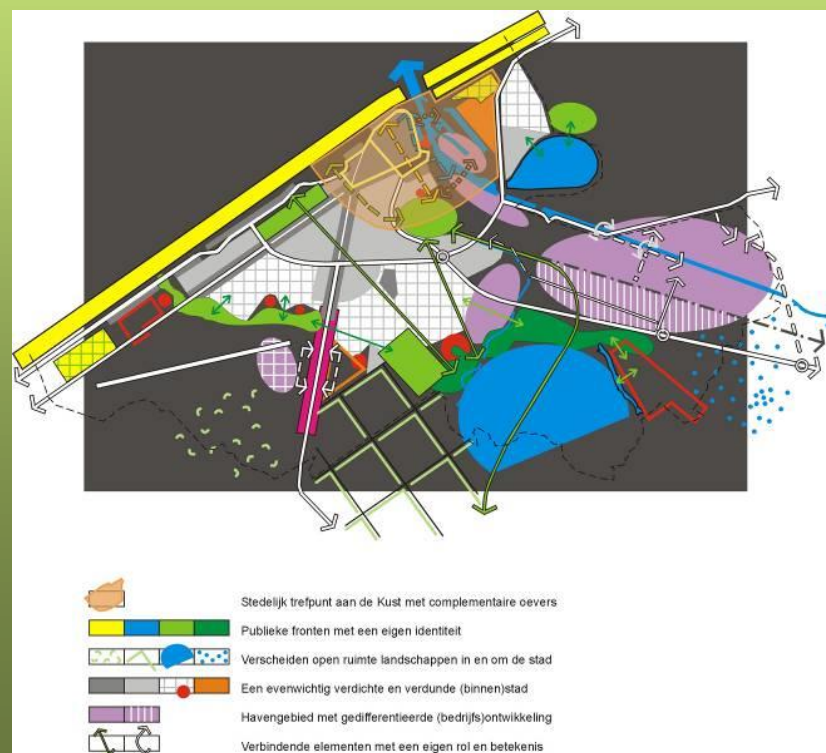 Stedelijk trefpunt aan de Kust met complementaire oevers
Publieke fronten met een eigen identiteit
Verscheiden open ruimte landschappen in en om de stad
Een evenwichtig verdichte en verdunde (binnen)stad
Havengebied met gedifferentieerde (bedrijfs)ontwikkeling
Verbindende elementen met een eigen rol en betekenis